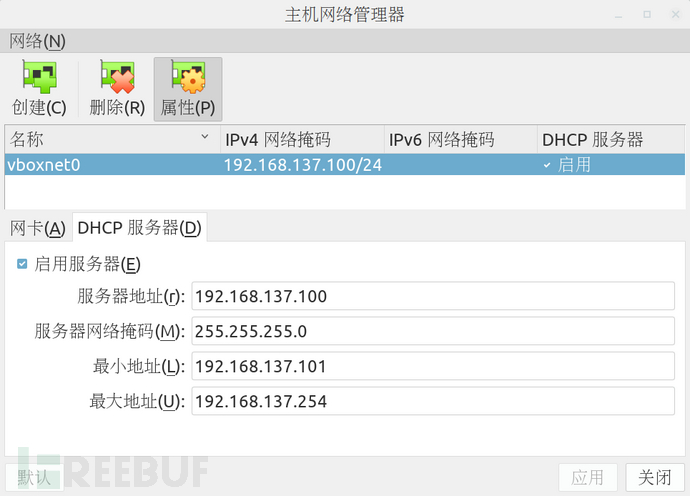 主机网络管理器
网络(N)
创建(C) 删除(R) 属性(P)
名称 IPv4 网络掩码 IPv6 网络掩码 DHCP 服务器
vboxnet0 192.168.137.100/24 启用
网卡(A) DHCP 服务器(D)
启用服务器(E)
服务器地址(r): 192.168.137.100
服务器网络掩码(M): 255.255.255.0
最小地址(L): 192.168.137.101
最大地址(U): 192.168.137.254
REEBUF
默认 应用 关闭